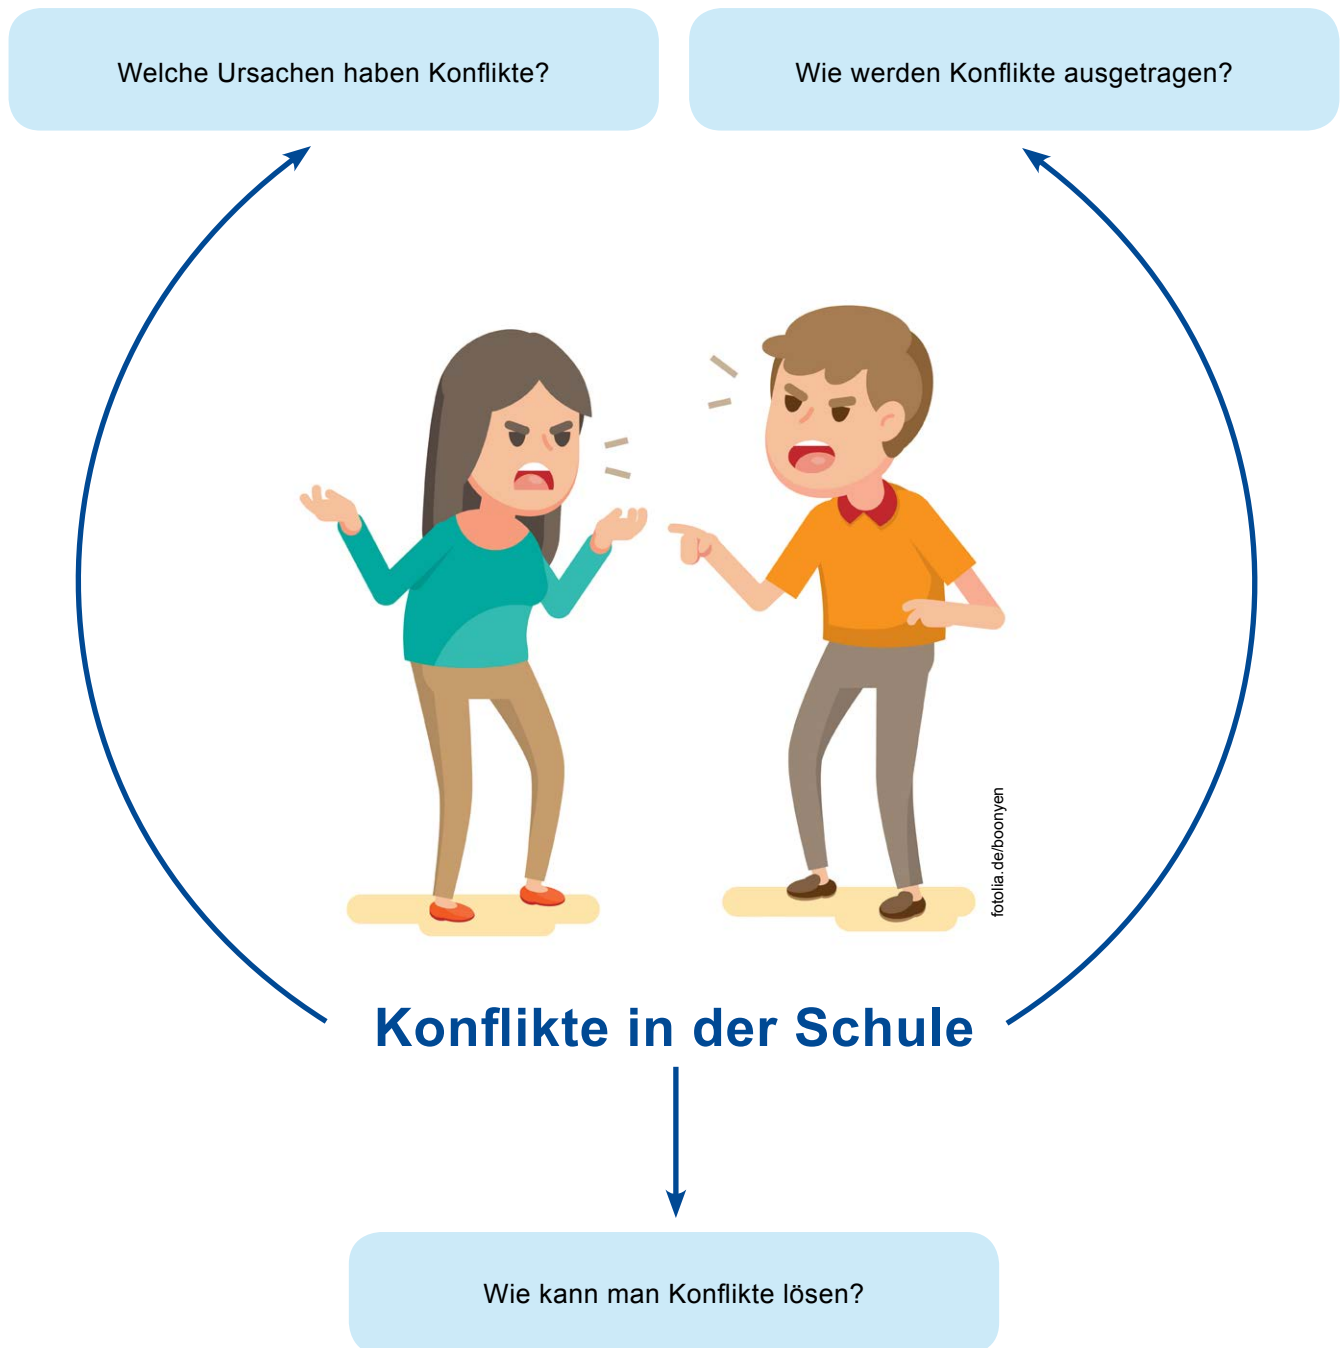 Welche Ursachen haben Konflikte?
Wie werden Konflikte ausgetragen?
fotolia.de/boonyen
Konflikte in der Schule
Wie kann man Konflikte lösen?